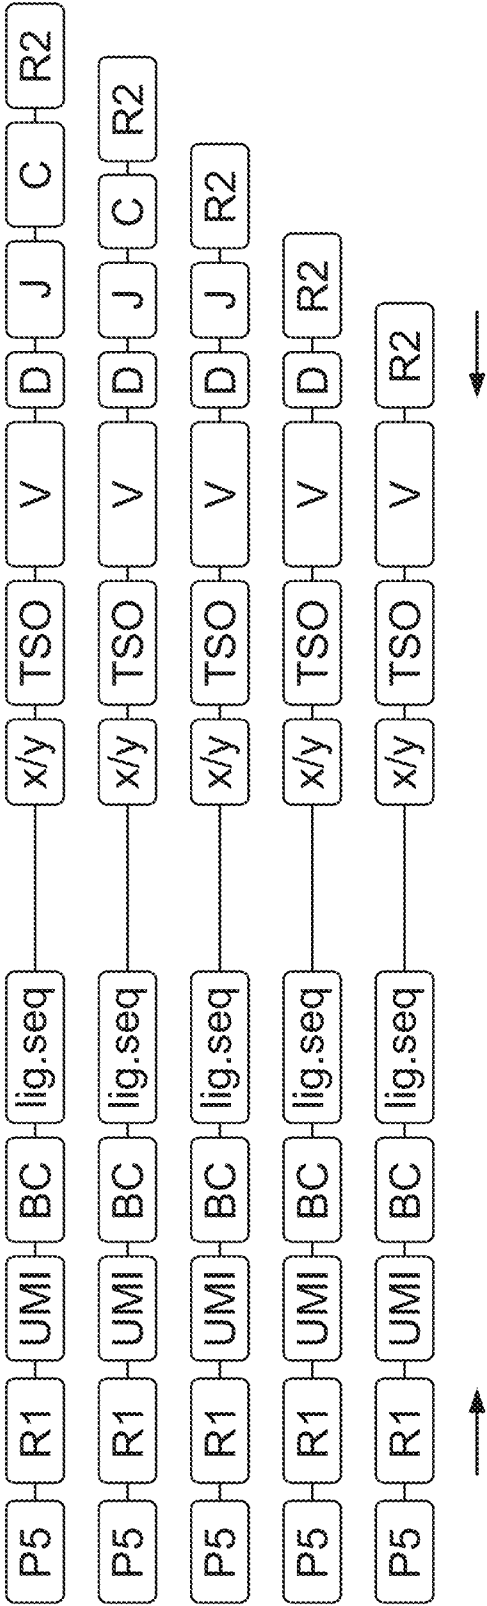 P5 R1 UMI BC lig.seq x/y TSO V D J C R2
P5 R1 UMI BC lig.seq x/y TSO V D J C R2
P5 R1 UMI BC lig.seq x/y TSO V D J R2
P5 R1 UMI BC lig.seq x/y TSO V D R2
P5 R1 UMI BC lig.seq x/y TSO V R2